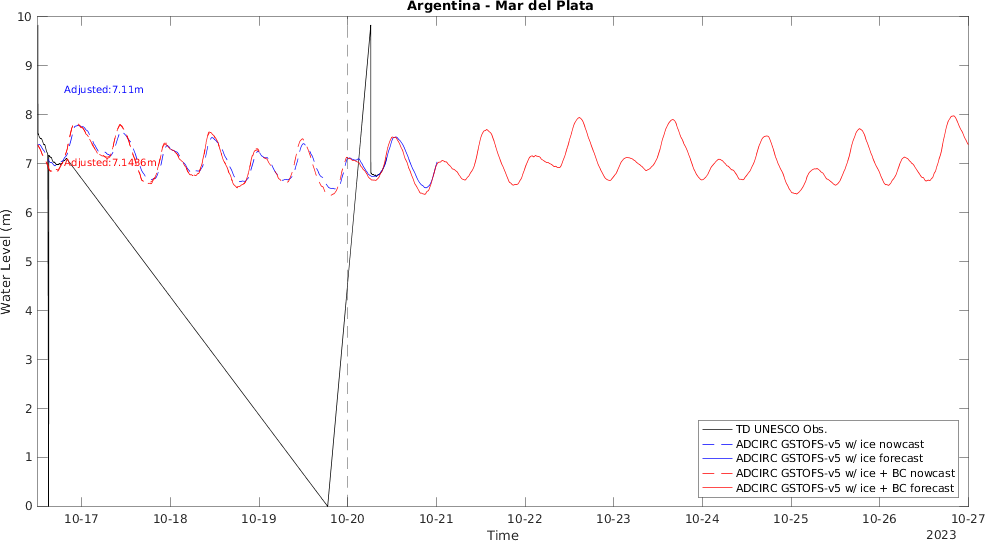 Argentina - Mar del Plata
10
9
8
7
6
5
4
3
2
1
0
Water Level (m)
Adjusted:7.11m
Adjusted:7.1496m
TD UNESCO Obs.
ADCIRC GSTOFS-v5 w/ ice nowcast
ADCIRC GSTOFS-v5 w/ ice forecast
ADCIRC GSTOFS-v5 w/ ice + BC nowcast
ADCIRC GSTOFS-v5 w/ ice + BC forecast
10-17 10-18 10-19 10-20 10-21 10-22 10-23 10-24 10-25 10-26 10-27
Time
2023